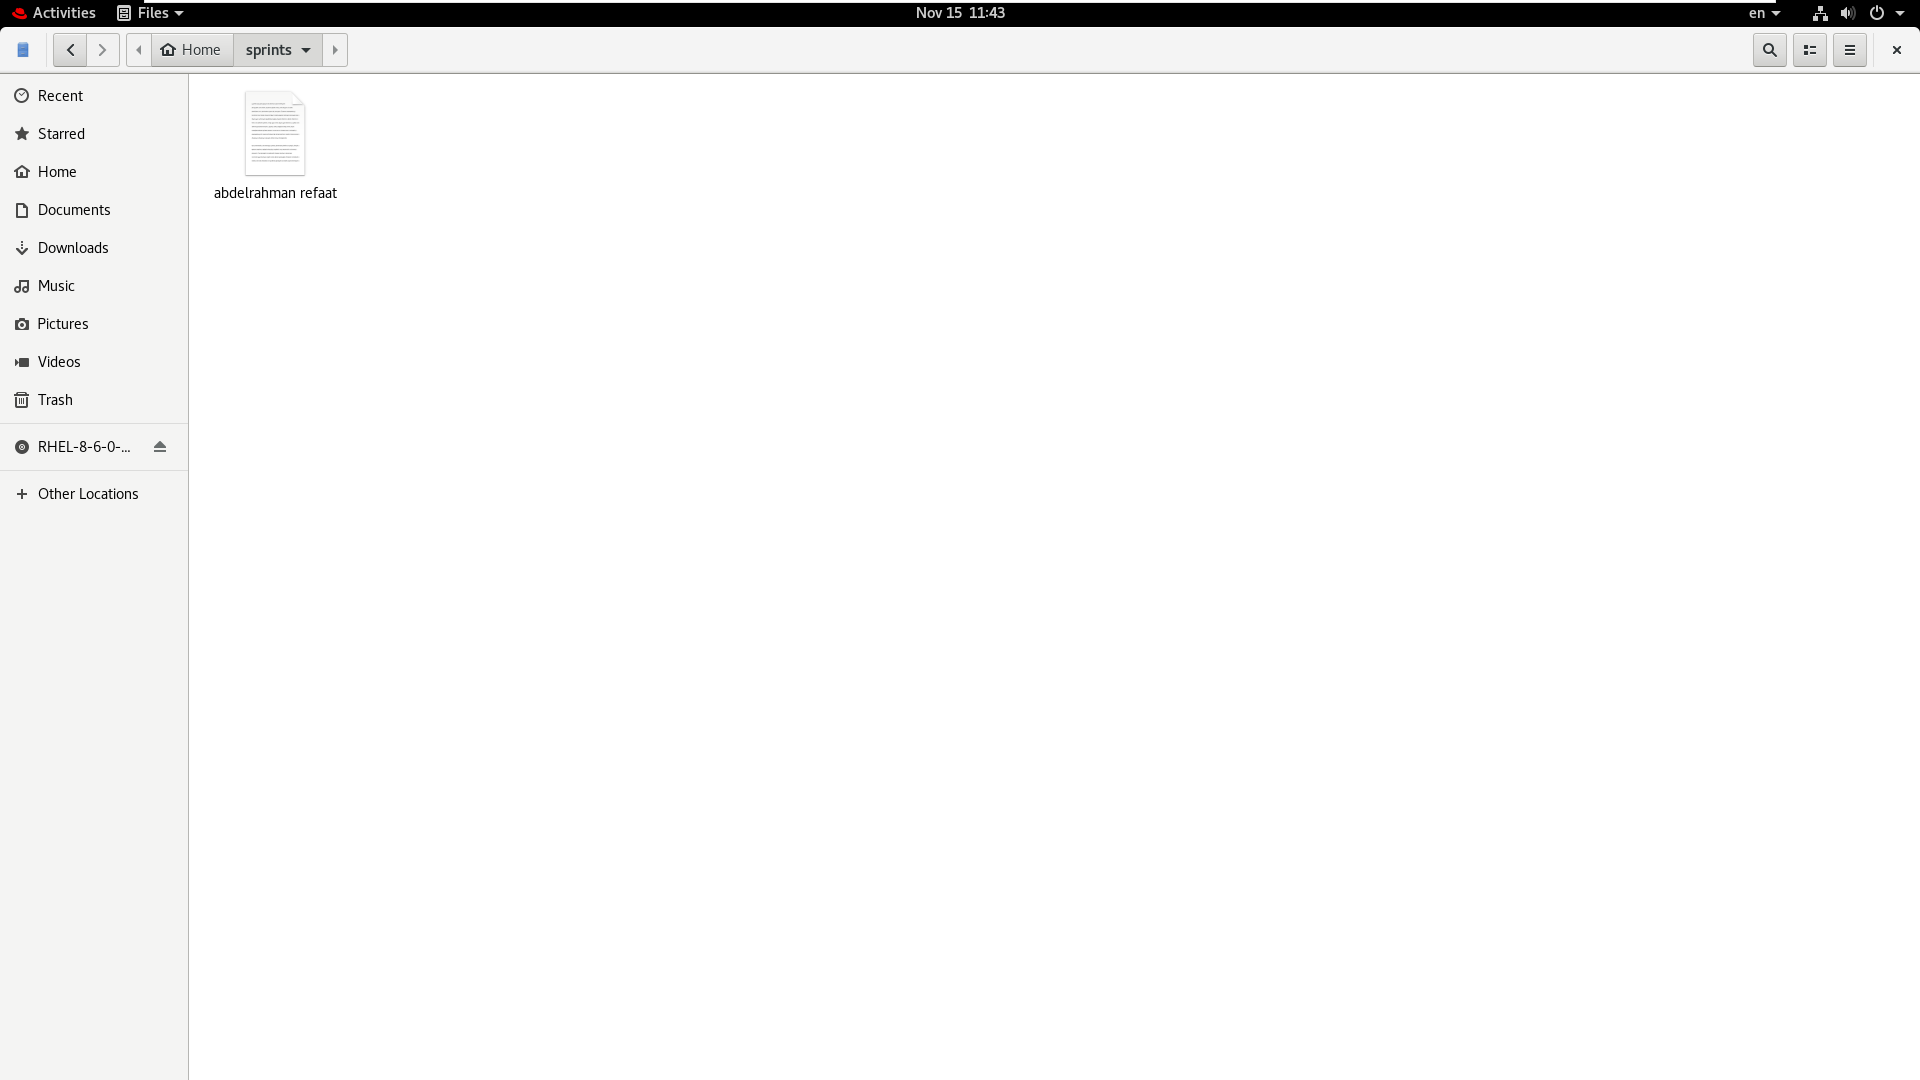 Activities Files Nov 15 11:43 en
Home sprints
Recent
Starred
Home
Documents
Downloads
Music
Pictures
Videos
Trash
RHEL-8-6-0-...
Other Locations
abdelrahman refaat